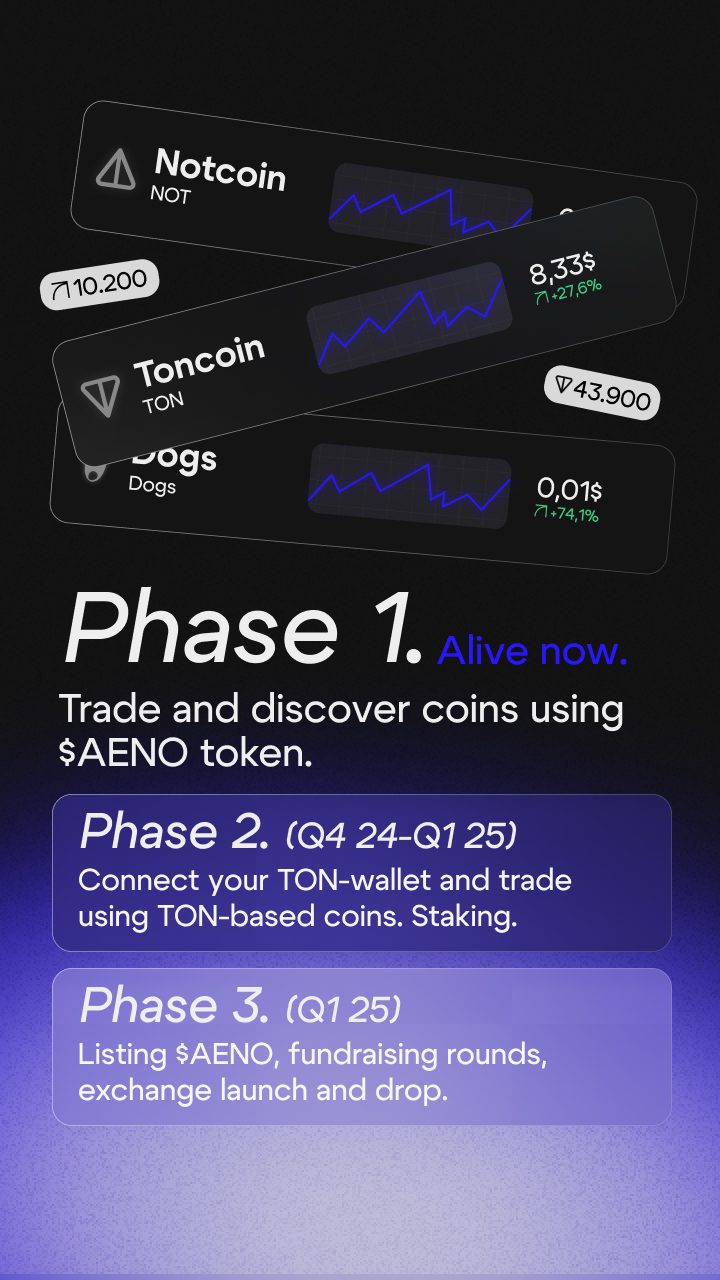 Notcoin
NOT
10.200
8,33$
+27,6%
Toncoin
TON
43.900
Dogs
Dogs
0,01$
+74,1%
Phase 1. Alive now.
Trade and discover coins using
$AENO token.
Phase 2. (Q4 24-Q1 25)
Connect your TON-wallet and trade
using TON-based coins. Staking.
Phase 3. (Q1 25)
Listing $AENO, fundraising rounds,
exchange launch and drop.